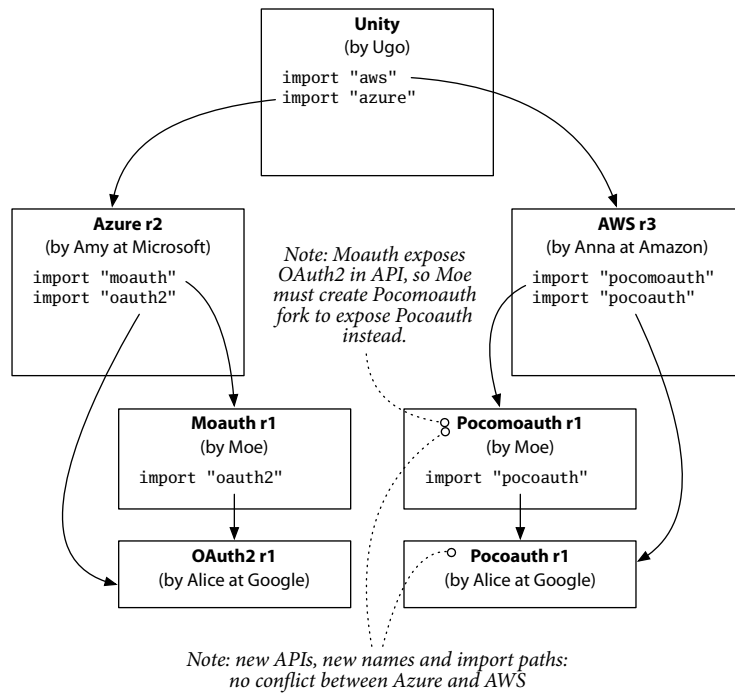 Unity
(by Ugo)
import "aws"
import "azure"
Azure r2
(by Amy at Microsoft)
import "moauth"
import "oauth2"
Note: Moauth exposes
OAuth2 in API, so Moe
must create Pocomoauth
fork to expose Pocoauth
instead.
AWS r3
(by Anna at Amazon)
import "pocomoauth"
import "pocoauth"
Moauth r1
(by Moe)
import "oauth2"
Pocomoauth r1
(by Moe)
import "pocoauth"
OAuth2 r1
(by Alice at Google)
Pocoauth r1
(by Alice at Google)
Note: new APIs, new names and import paths:
no conflict between Azure and AWS